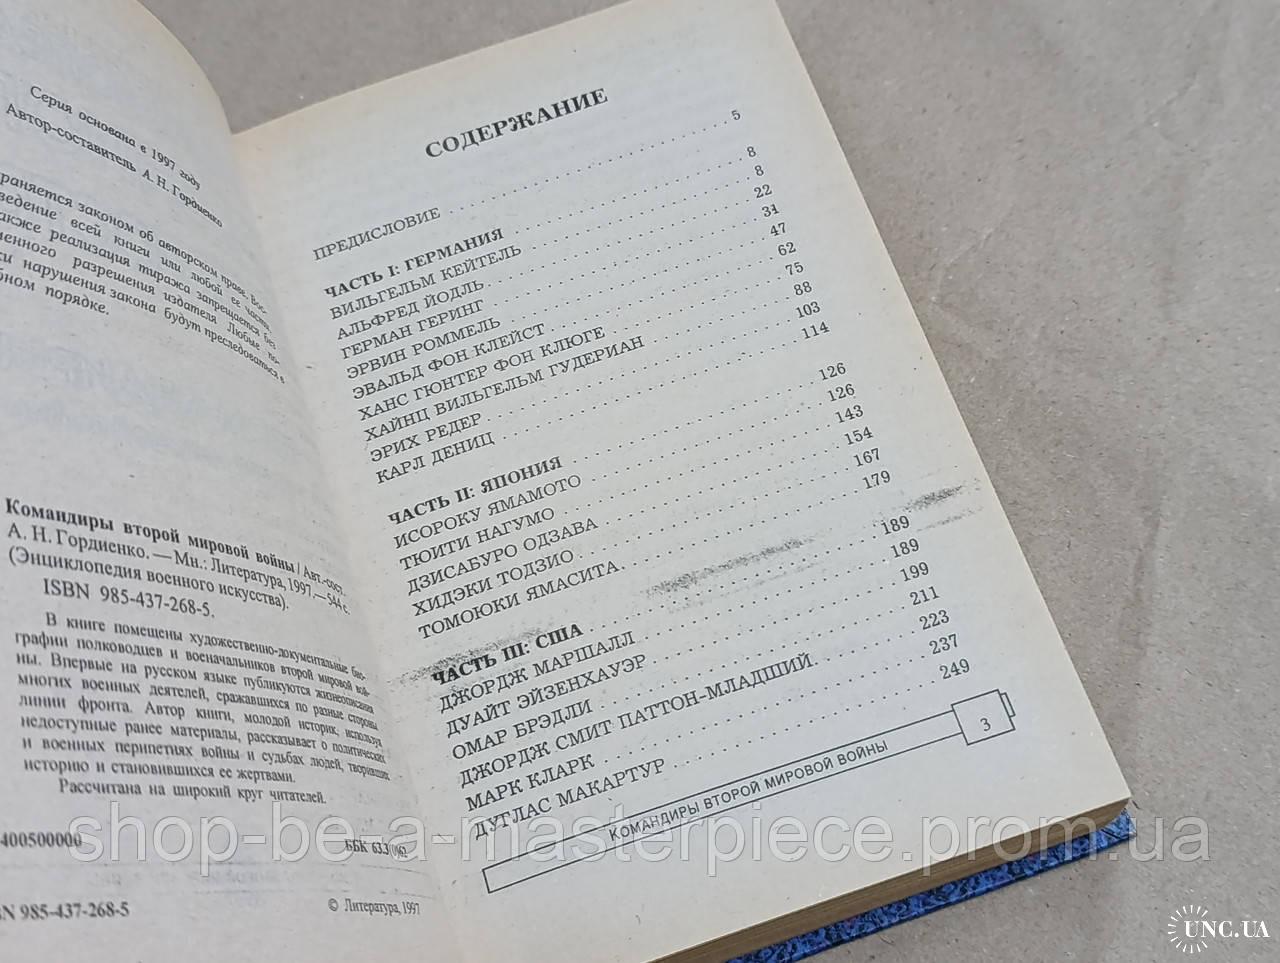 Серия основана в 1997 году
Автор-составитель А. Н. Гордиенко
раняется законом об авторском праве. Вос-
ведение всей книги или любой ее части,
акже реализация тиража запрещается без
менного разрешения издателя. Любые по-
ки нарушения закона будут преследоваться в
бном порядке.
Командиры второй мировой войны / Авт.-сост.
А. Н. Гордиенко. — Мн.: Литература, 1997. — 544 с.
(Энциклопедия военного искусства).
ISBN 985-437-268-5.
В книге помещены художественно-документальные био-
графии полководцев и военачальников второй мировой вой-
ны. Впервые на русском языке публикуются жизнеописания
многих военных деятелей, сражавшихся по разные стороны
линии фронта. Автор книги, молодой историк, используя
недоступные ранее материалы, рассказывает о политических
и военных перипетиях войны и судьбах людей, творивших
историю и становившихся ее жертвами.
Рассчитана на широкий круг читателей.
400500000
ББК 63.3(0)62
N 985-437-268-5
© Литература, 1997
СОДЕРЖАНИЕ
ПРЕДИСЛОВИЕ . . . 5
ЧАСТЬ I: ГЕРМАНИЯ . . . 8
ВИЛЬГЕЛЬМ КЕЙТЕЛЬ . . . 8
АЛЬФРЕД ЙОДЛЬ . . . 22
ГЕРМАН ГЕРИНГ . . . 31
ЭРВИН РОММЕЛЬ . . . 47
ЭВАЛЬД ФОН КЛЕЙСТ . . . 62
ХАНС ГЮНТЕР ФОН КЛЮГЕ . . . 75
ХАЙНЦ ВИЛЬГЕЛЬМ ГУДЕРИАН . . . 88
ЭРИХ РЕДЕР . . . 103
КАРЛ ДЕНИЦ . . . 114
ЧАСТЬ II: ЯПОНИЯ . . . 126
ИСОРОКУ ЯМАМОТО . . . 126
ТЮИТИ НАГУМО . . . 143
ДЗИСАБУРО ОДЗАВА . . . 154
ХИДЭКИ ТОДЗИО . . . 167
ТОМОЮКИ ЯМАСИТА . . . 179
ЧАСТЬ III: США . . . 189
ДЖОРДЖ МАРШАЛЛ . . . 189
ДУАЙТ ЭЙЗЕНХАУЭР . . . 199
ОМАР БРЭДЛИ . . . 211
ДЖОРДЖ СМИТ ПАТТОН-МЛАДШИЙ . . . 223
МАРК КЛАРК . . . 237
ДУГЛАС МАКАРТУР . . . 249
КОМАНДИРЫ ВТОРОЙ МИРОВОЙ ВОЙНЫ 3
shop-be-a-masterpiece.prom.ua
UNC.UA